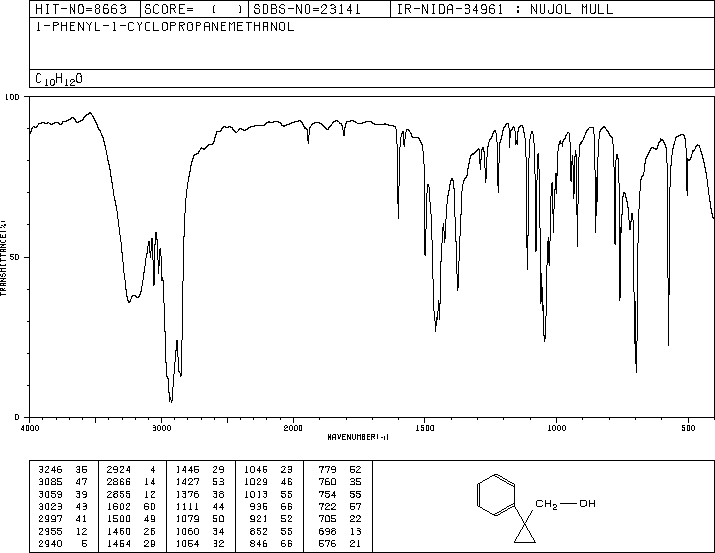 HIT-NO=8663 SCORE= ( ) SDBS-NO=23141 IR-NIDA-34961 : NUJOL MULL
1-PHENYL-1-CYCLOPROPANEMETHANOL
C10H12O
100
50
0
TRANSMITTANCE(%)
4000 3000 2000 1500 1000 500
WAVENUMBER(-1)
3246 35 2924 4 1446 29 1046 23 779 52
3085 47 2866 14 1427 53 1029 46 760 35
3059 39 2855 12 1376 38 1013 55 754 55
3023 43 1602 60 1111 44 936 66 722 57
2997 41 1500 49 1079 50 921 52 705 22
2955 12 1460 26 1060 34 852 55 698 13
2940 5 1454 29 1054 32 846 66 576 21
CH2 OH